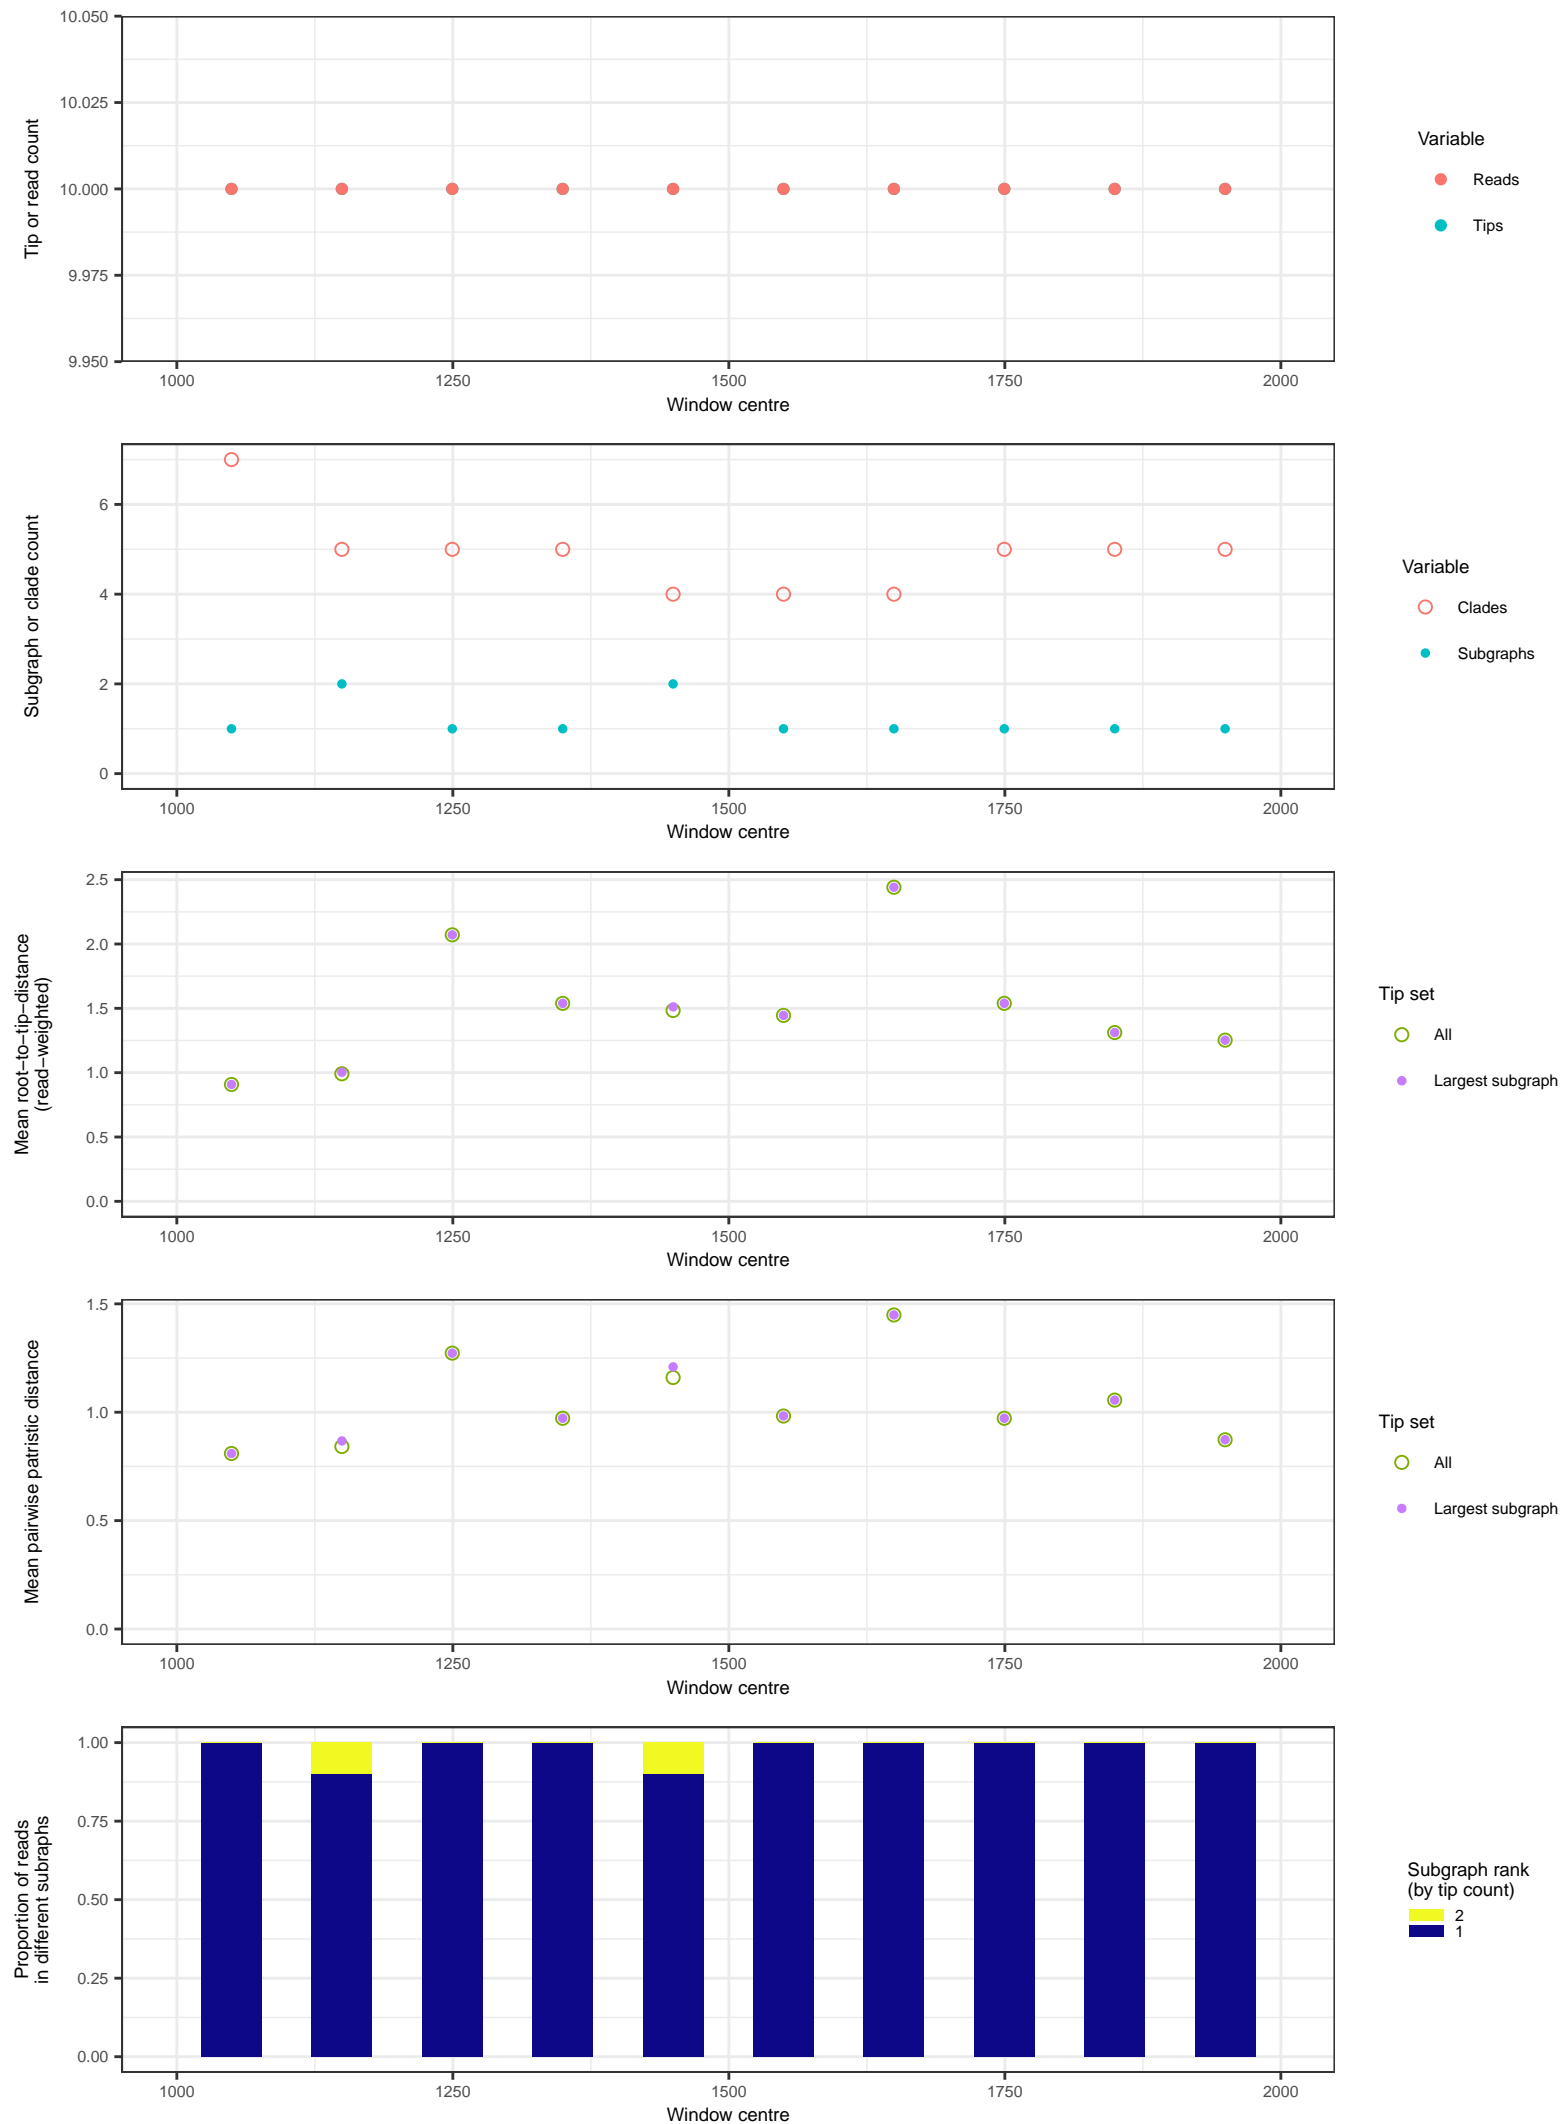 10.050
10.025
10.000
9.975
9.950
Tip or read count
1000 1250 1500 1750 2000
Window centre
Variable
Reads
Tips
6
4
2
0
Subgraph or clade count
1000 1250 1500 1750 2000
Window centre
Variable
Clades
Subgraphs
2.5
2.0
1.5
1.0
0.5
0.0
Mean root−to−tip−distance
(read−weighted)
1000 1250 1500 1750 2000
Window centre
Tip set
All
Largest subgraph
1.5
1.0
0.5
0.0
Mean pairwise patristic distance
1000 1250 1500 1750 2000
Window centre
Tip set
All
Largest subgraph
1.00
0.75
0.50
0.25
0.00
Proportion of reads
in different subraphs
1000 1250 1500 1750 2000
Window centre
Subgraph rank
(by tip count)
2
1